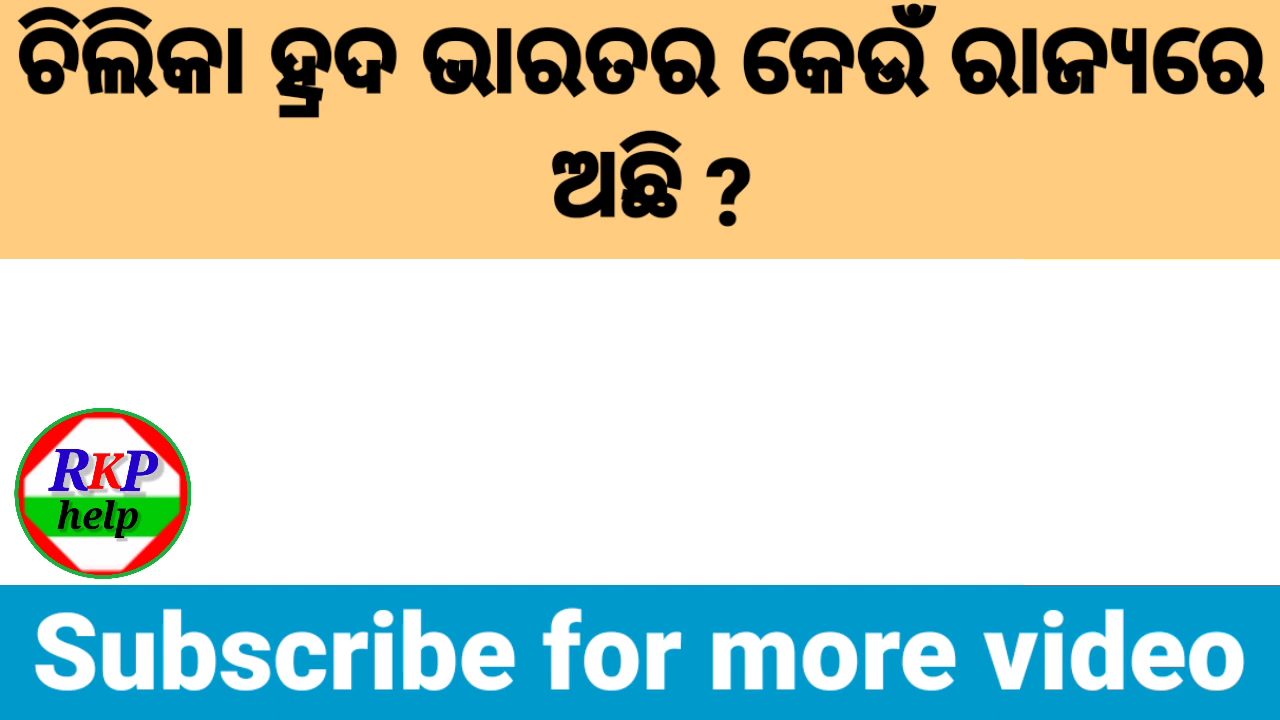 ଚିଲିକା ହ୍ରଦ ଭାରତର କେଉଁ ରାଜ୍ୟରେ
ଅଛି ?
RKP
help
Subscribe for more video